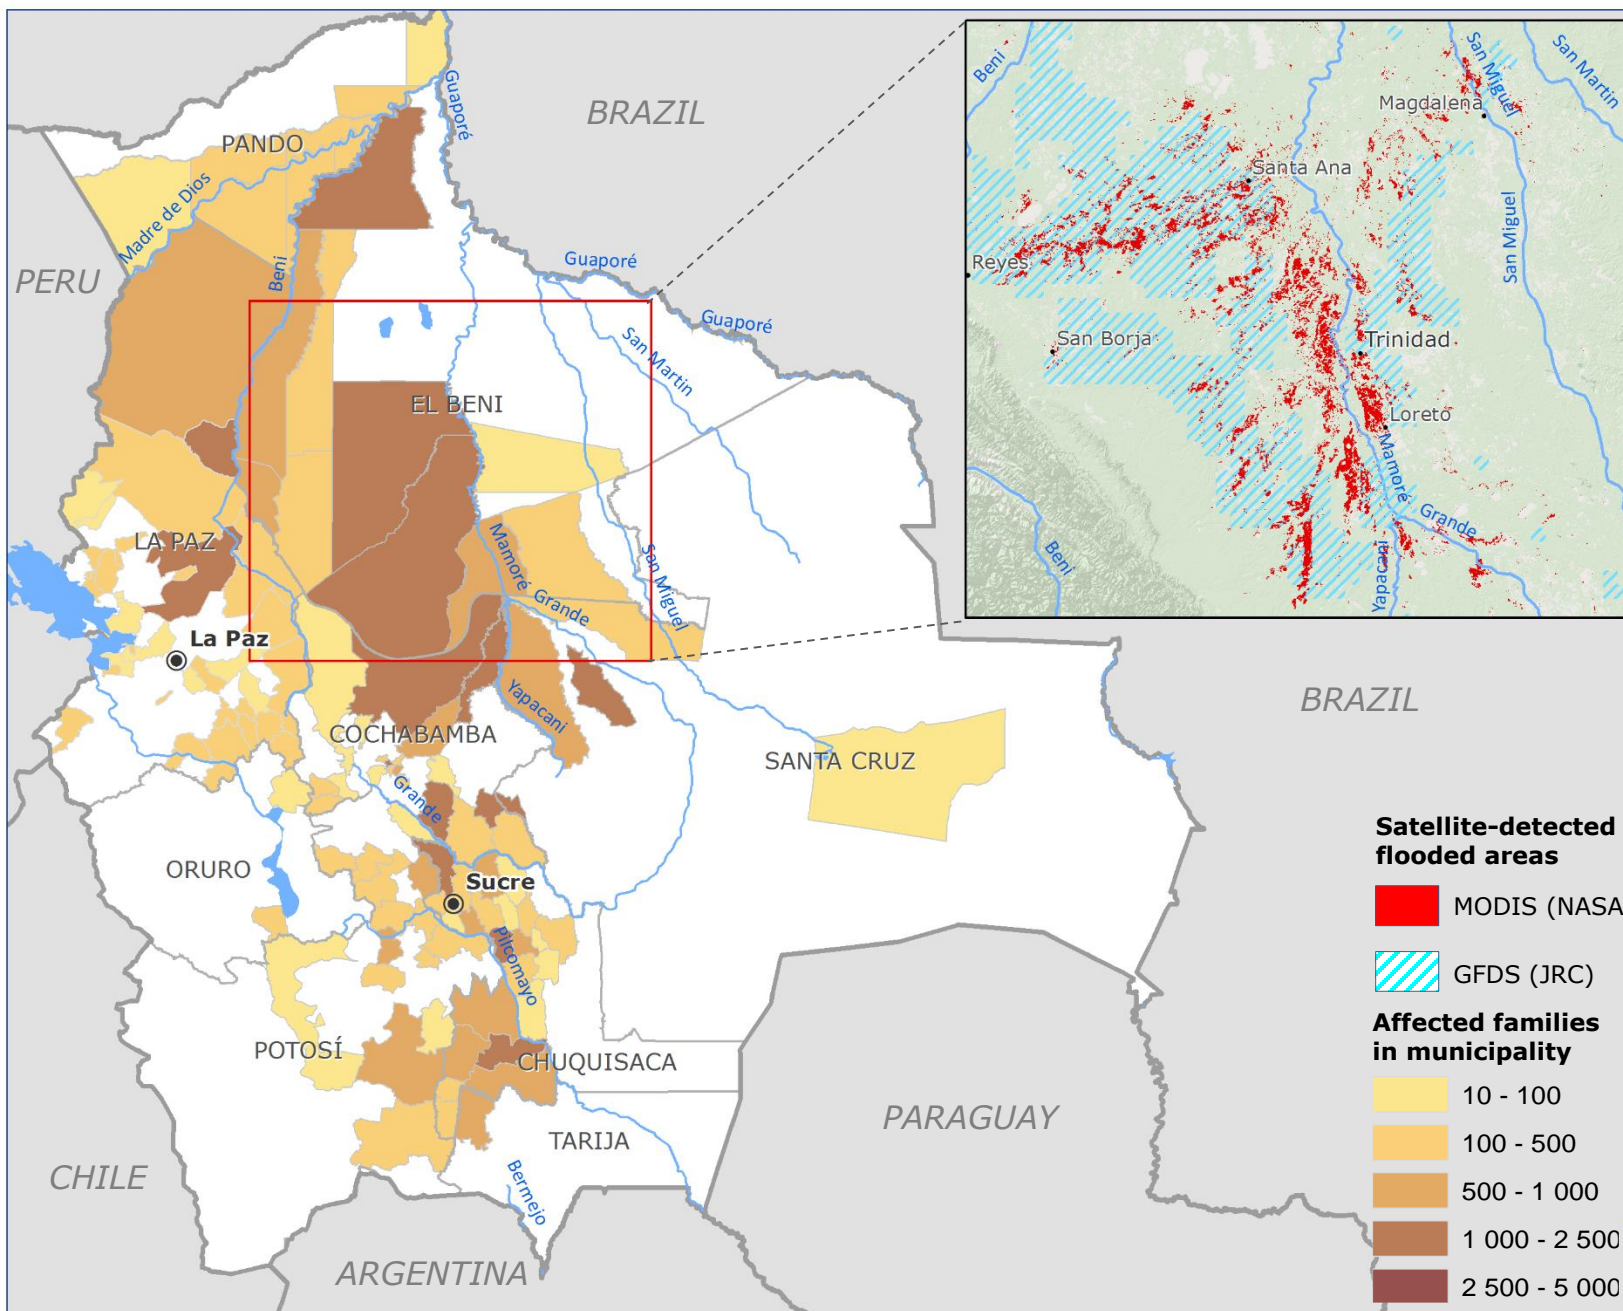 BRAZIL
PERU
PANDO
Madre de Dios
Beni
Guaporé
Guaporé
Guaporé
San Martin
EL BENI
LA PAZ
Mamoré
Grande
San Miguel
La Paz
Yapacani
COCHABAMBA
SANTA CRUZ
Grande
ORURO
Sucre
Pilcomayo
POTOSÍ
CHUQUISACA
TARIJA
Bermejo
CHILE
ARGENTINA
PARAGUAY
BRAZIL
Beni
San Miguel
San Martin
Magdalena
Santa Ana
San Miguel
Reyes
San Borja
Trinidad
Loreto
Mamoré
Grande
Yapacani
Beni
Satellite-detected
flooded areas
MODIS (NASA
GFDS (JRC)
Affected families
in municipality
10 - 100
100 - 500
500 - 1 000
1 000 - 2 500
2 500 - 5 000